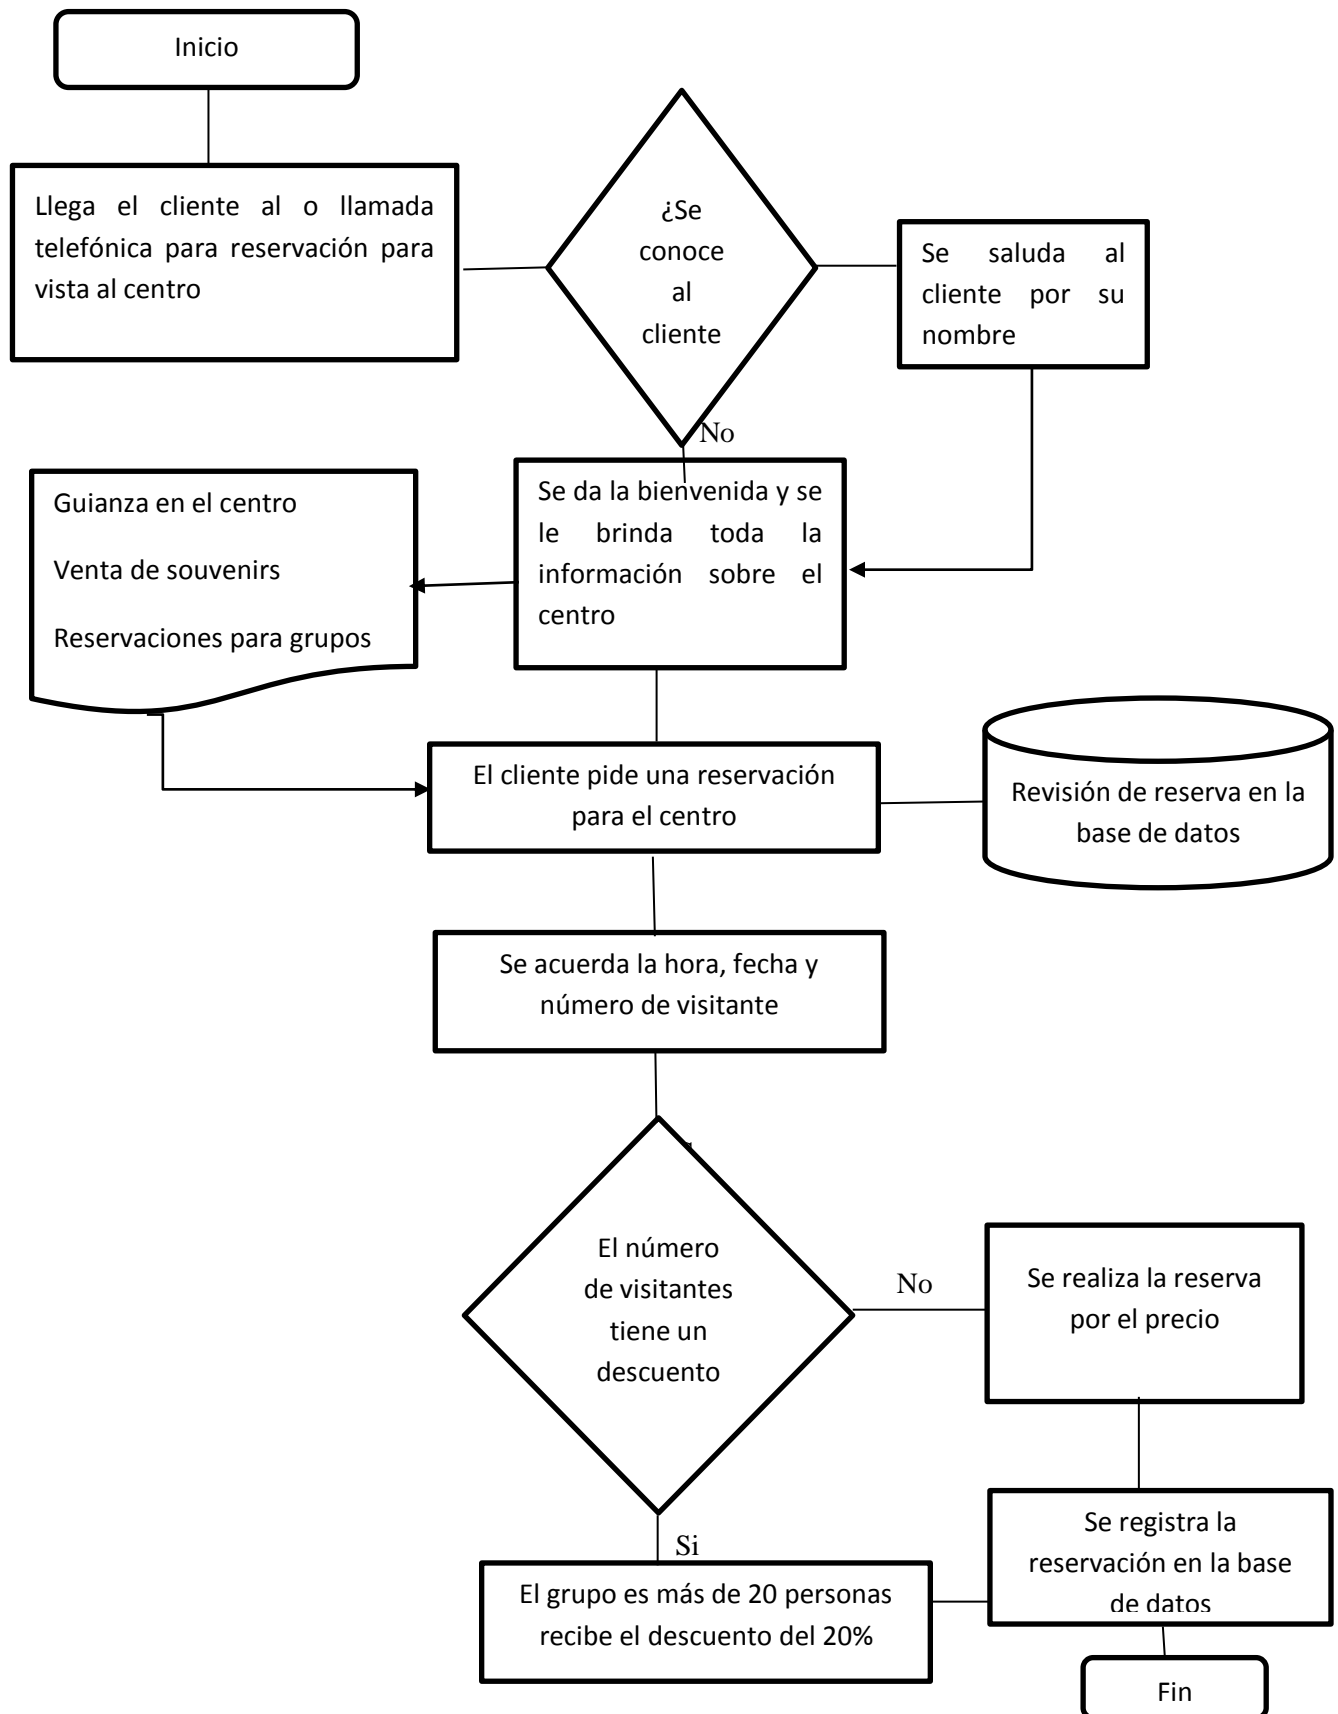 Inicio
Llega el cliente al o llamada
telefónica para reservación para
vista al centro
¿Se
conoce
al
cliente
Se saluda al
cliente por su
nombre
No
Guianza en el centro
Venta de souvenirs
Reservaciones para grupos
Se da la bienvenida y se
le brinda toda la
información sobre el
centro
El cliente pide una reservación
para el centro
Revisión de reserva en la
base de datos
Se acuerda la hora, fecha y
número de visitante
El número
de visitantes
tiene un
descuento
No
Se realiza la reserva
por el precio
Si
El grupo es más de 20 personas
recibe el descuento del 20%
Se registra la
reservación en la base
de datos
Fin